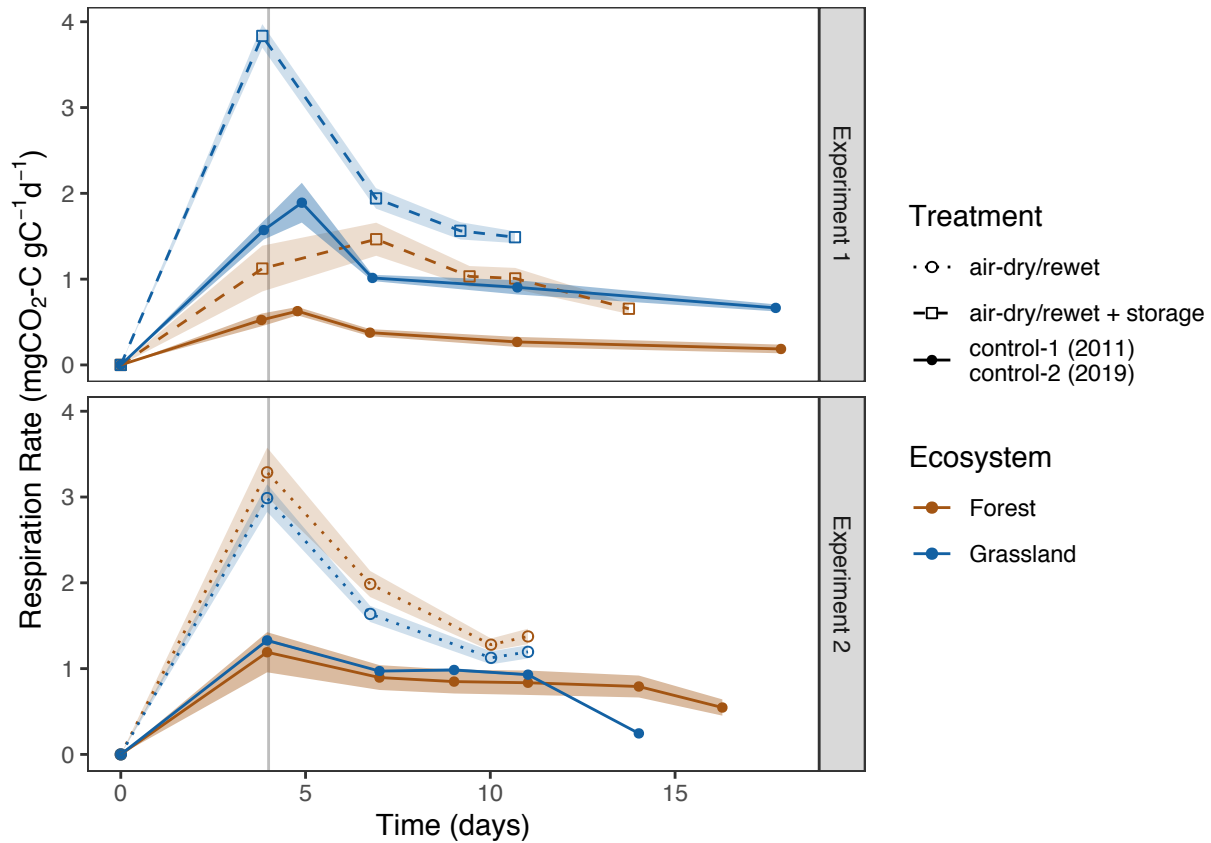 Respiration Rate (mgCO₂-C gC⁻¹d⁻¹)
4
3
2
1
0
Experiment 1
4
3
2
1
0
Experiment 2
0 5 10 15
Time (days)
Treatment
air-dry/rewet
air-dry/rewet + storage
control-1 (2011)
control-2 (2019)
Ecosystem
Forest
Grassland